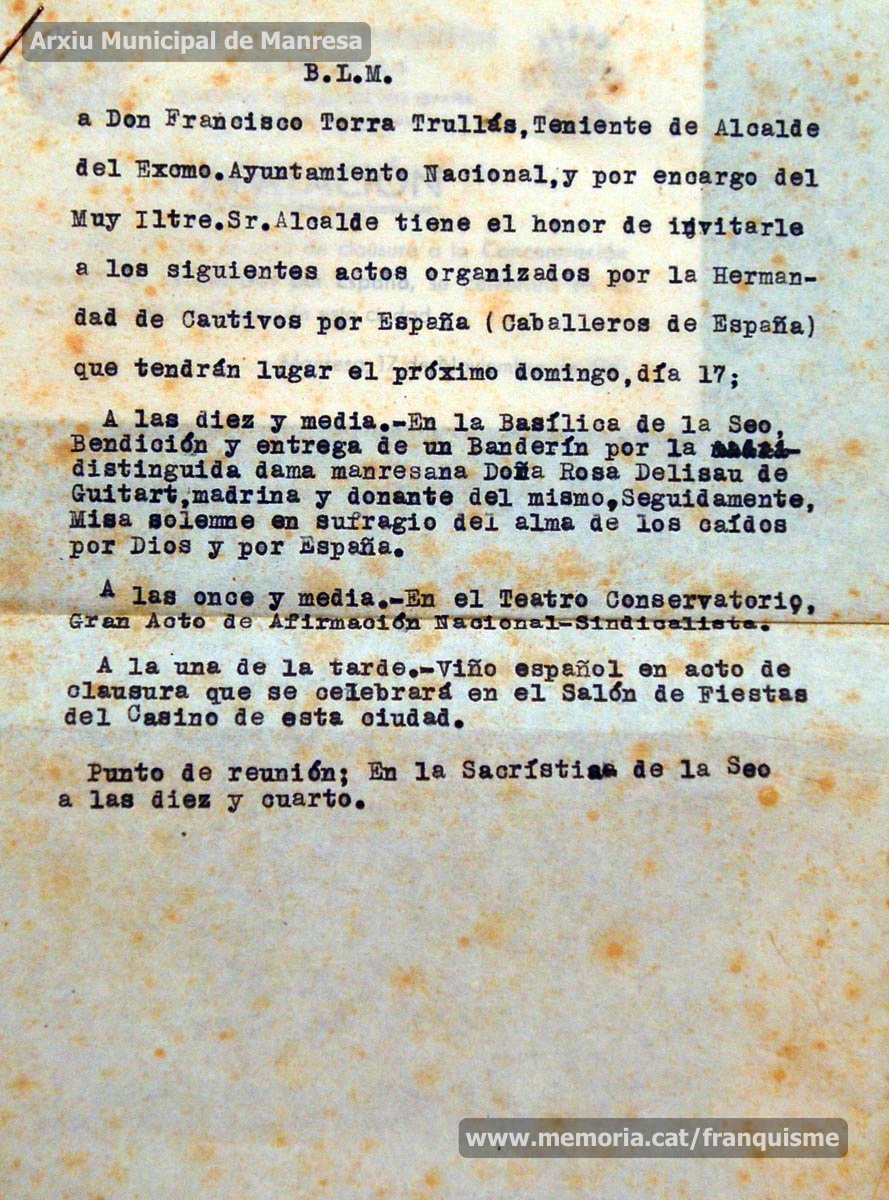 Arxiu Municipal de Manresa
B.L.M.
a Don Francisco Torra Trullás,Teniente de Alcalde
del Excmo.Ayuntamiento Nacional,y por encargo del
Muy Iltre.Sr.Alcalde tiene el honor de invitarle
a los siguientes actos organizados por la Herman-
dad de Cautivos por España (Caballeros de España)
que tendrán lugar el próximo domingo,día 17;
A las diez y media.-En la Basílica de la Seo,
Bendición y entrega de un Banderín por la
distinguida dama manresana Doña Rosa Delisau de
Guitart,madrina y donante del mismo,Seguidamente,
Misa solemne en sufragio del alma de los caídos
por Dios y por España.
A las once y media.-En el Teatro Conservatorio,
Gran Acto de Afirmación Nacional-Sindicalista.
A la una de la tarde.-Viño español en acto de
clausura que se celebrará en el Salón de Fiestas
del Casino de esta ciudad.
Punto de reunión; En la Sacrístia de la Seo
a las diez y cuarto.
www.memoria.cat/franquisme